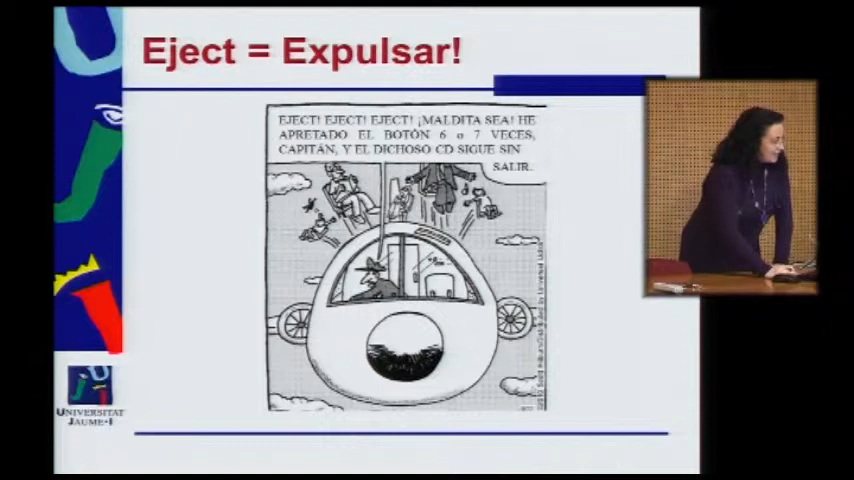 Eject = Expulsar!
EJECT! EJECT! EJECT! ¡MALDITA SEA! HE
APRETADO EL BOTÓN 6 o 7 VECES,
CAPITÁN, Y EL DICHOSO CD SIGUE SIN
SALIR.
UNIVERSITAT
JAUME·I